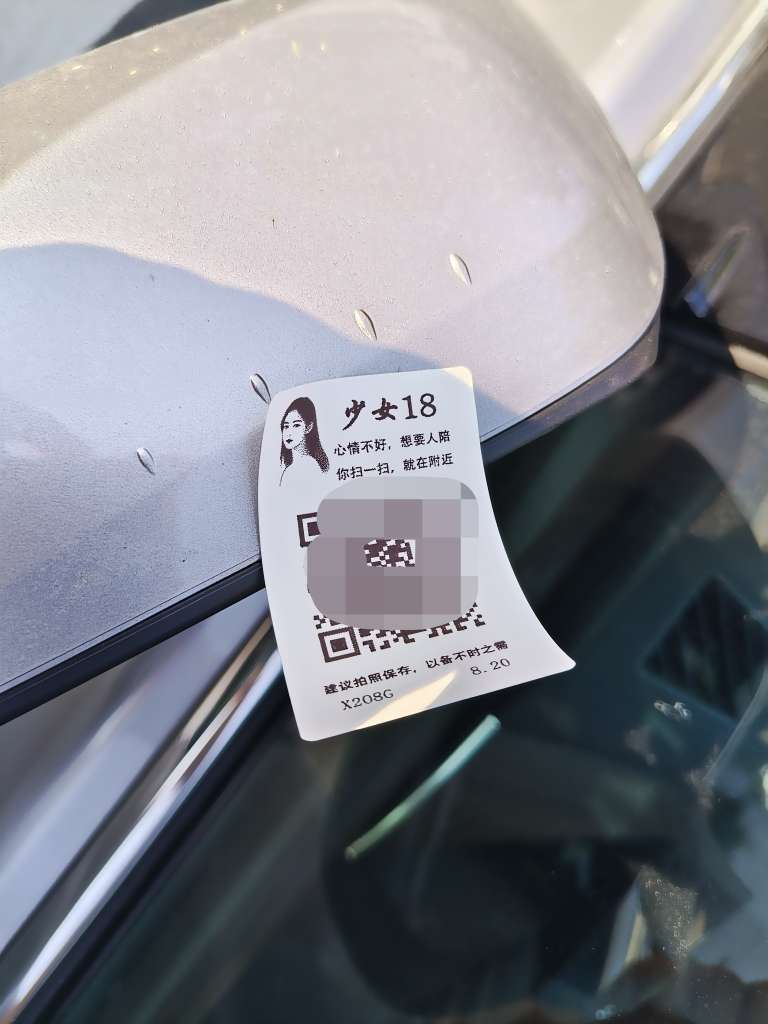 少女18
心情不好，想要人陪
你扫一扫，就在附近
建议拍照保存，以备不时之需
X208G 8.20